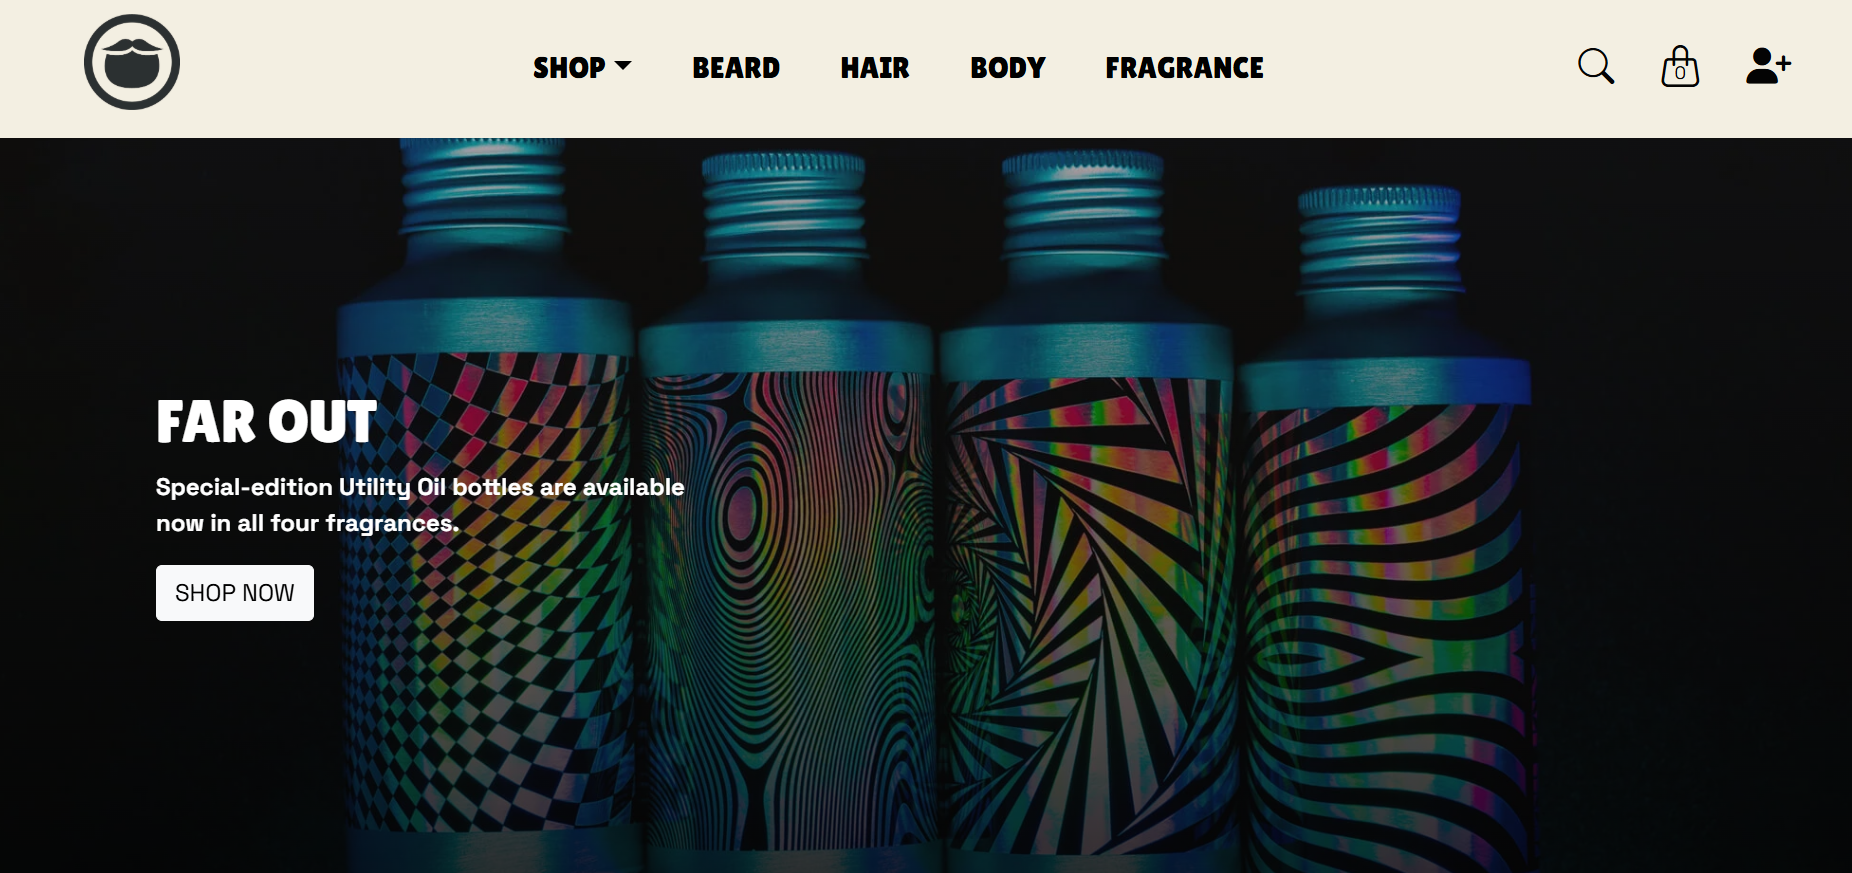 SHOP
BEARD
HAIR
BODY
FRAGRANCE
0
FAR OUT
Special-edition Utility Oil bottles are available
now in all four fragrances.
SHOP NOW